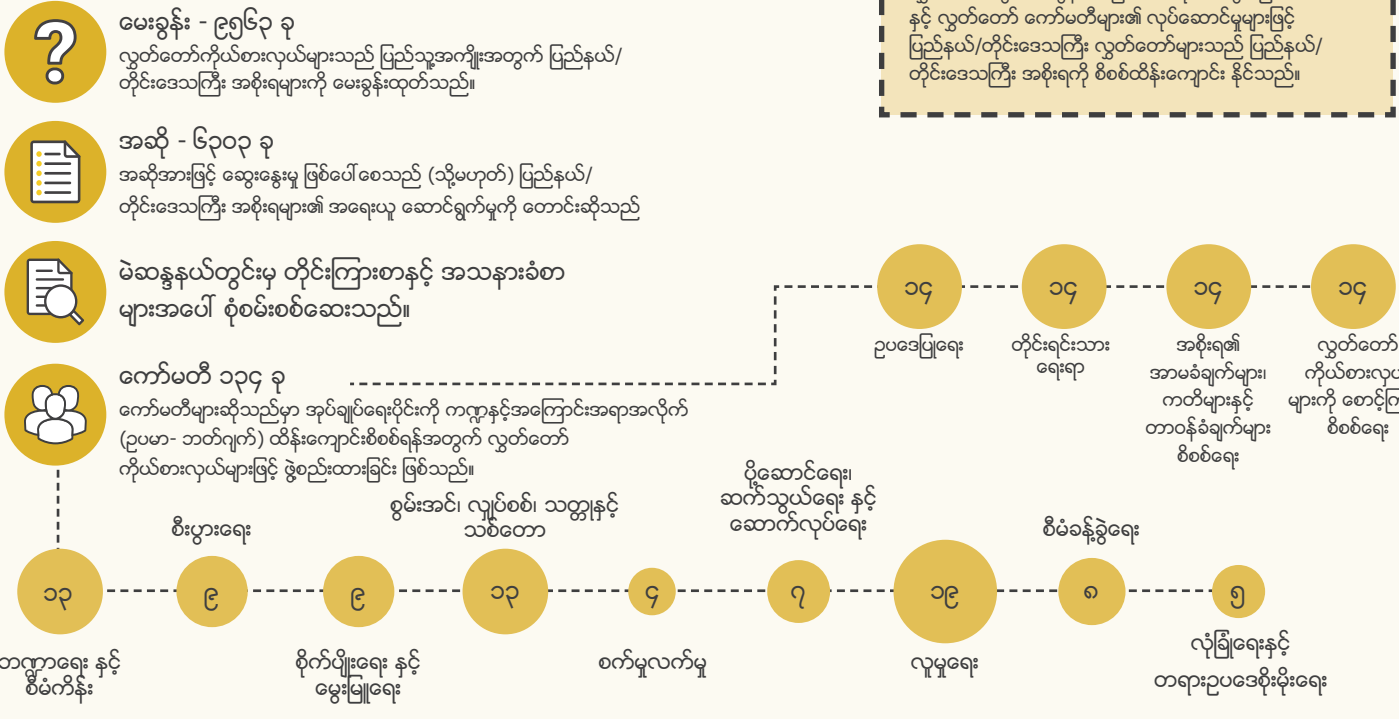 မေးခွန်း - ၉၅၆၃ ခု
လွှတ်တော်ကိုယ်စားလှယ်များသည် ပြည်သူ့အကျိုးအတွက် ပြည်နယ်/
တိုင်းဒေသကြီး အစိုးရများကို မေးခွန်းထုတ်သည်။
နှင့် လွှတ်တော် ကော်မတီများ၏ လုပ်ဆောင်မှုများဖြင့်
ပြည်နယ်/တိုင်းဒေသကြီး လွှတ်တော်များသည် ပြည်နယ်/
တိုင်းဒေသကြီး အစိုးရကို စိစစ်ထိန်းကျောင်း နိုင်သည်။
အဆို - ၆၃၀၃ ခု
အဆိုအားဖြင့် ဆွေးနွေးမှု ဖြစ်ပေါ်စေသည် (သို့မဟုတ်) ပြည်နယ်/
တိုင်းဒေသကြီး အစိုးရများ၏ အရေးယူ ဆောင်ရွက်မှုကို တောင်းဆိုသည်
မဲဆန္ဒနယ်တွင်းမှ တိုင်ကြားစာနှင့် အသနားခံစာ
များအပေါ် စုံစမ်းစစ်ဆေးသည်။
ကော်မတီ ၁၃၄ ခု
ကော်မတီများဆိုသည်မှာ အုပ်ချုပ်ရေးပိုင်းကို ကဏ္ဍနှင့်အကြောင်းအရာအလိုက်
(ဥပမာ- ဘတ်ဂျက်) ထိန်းကျောင်းစိစစ်ရန်အတွက် လွှတ်တော်
ကိုယ်စားလှယ်များဖြင့် ဖွဲ့စည်းထားခြင်း ဖြစ်သည်။
၁၄
ဥပဒေပြုရေး
၁၄
တိုင်းရင်းသား
ရေးရာ
၁၄
အစိုးရ၏
အာမခံချက်များ၊
ကတိများနှင့်
တာဝန်ခံချက်များ
စိစစ်ရေး
၁၄
လွှတ်တော်
ကိုယ်စားလှယ်
များကို
စိစစ်ရေး
၁၃
ဘဏ္ဍာရေး နှင့်
စီမံကိန်း
စီးပွားရေး
၉
၉
စိုက်ပျိုးရေး နှင့်
မွေးမြူရေး
စွမ်းအင်၊ လျှပ်စစ်၊ သတ္တုနှင့်
သစ်တော
၁၃
၄
စက်မှုလက်မှု
ပို့ဆောင်ရေး၊
ဆက်သွယ်ရေး နှင့်
ဆောက်လုပ်ရေး
၇
၁၉
လူမှုရေး
စီမံခန့်ခွဲရေး
၈
၅
လုံခြုံရေးနှင့်
တရားဥပဒေစိုးမိုးရေး